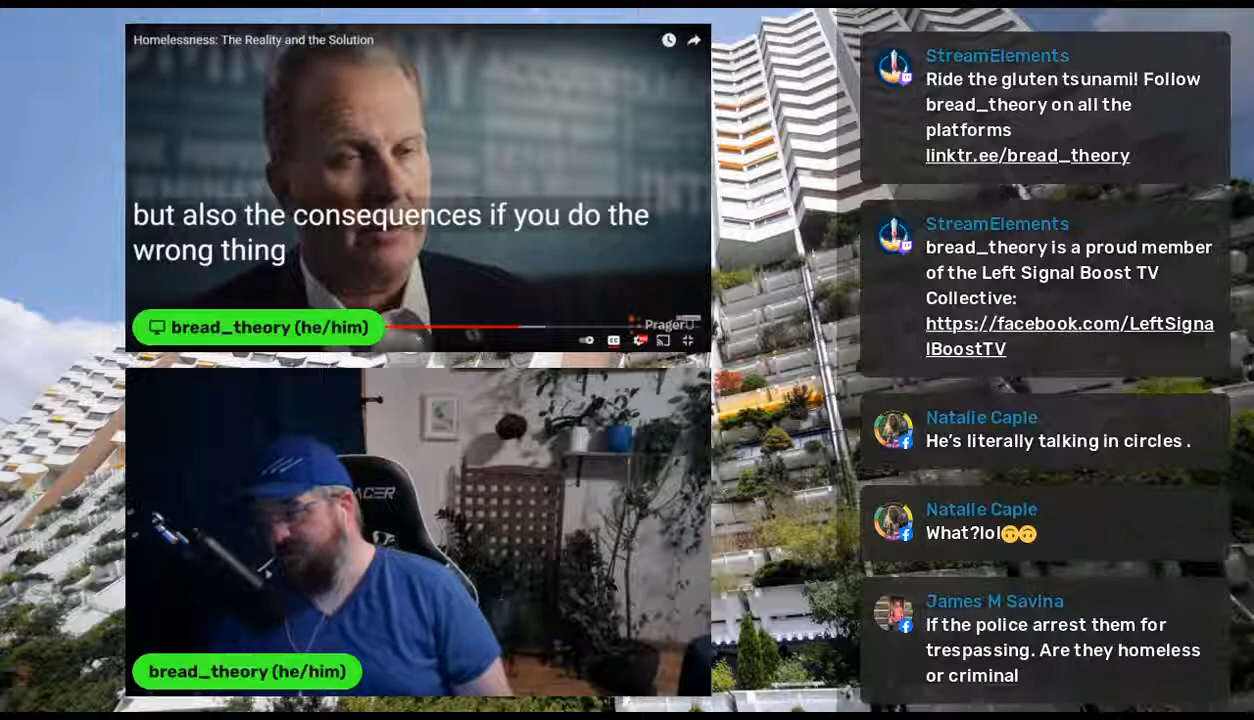 Homelessness: The Reality and the Solution
but also the consequences if you do the
wrong thing
bread_theory (he/him)
PragerU
ACER
bread_theory (he/him)
StreamElements
Ride the gluten tsunami! Follow
bread_theory on all the
platforms
linktr.ee/bread_theory
StreamElements
bread_theory is a proud member
of the Left Signal Boost TV
Collective:
https://facebook.com/LeftSigna
lBoostTV
Natalie Caple
He’s literally talking in circles .
Natalie Caple
What?lol🙃🙃
James M Savina
If the police arrest them for
trespassing. Are they homeless
or criminal